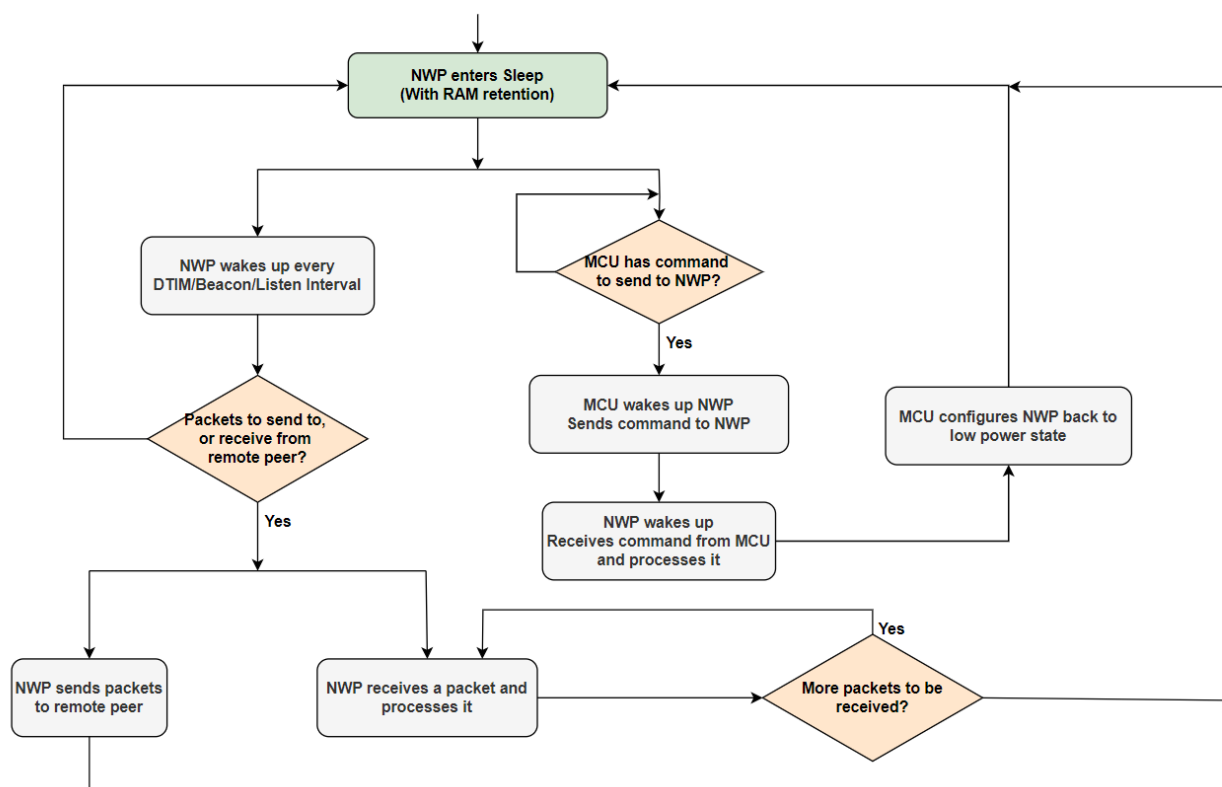 NWP enters Sleep
(With RAM retention)
NWP wakes up every
DTIM/Beacon/Listen Interval
MCU has command
to send to NWP?
Yes
Packets to send to,
or receive from
remote peer?
MCU wakes up NWP
Sends command to NWP
MCU configures NWP back to
low power state
Yes
NWP wakes up
Receives command from MCU
and processes it
NWP sends packets
to remote peer
NWP receives a packet and
processes it
Yes
More packets to be
received?